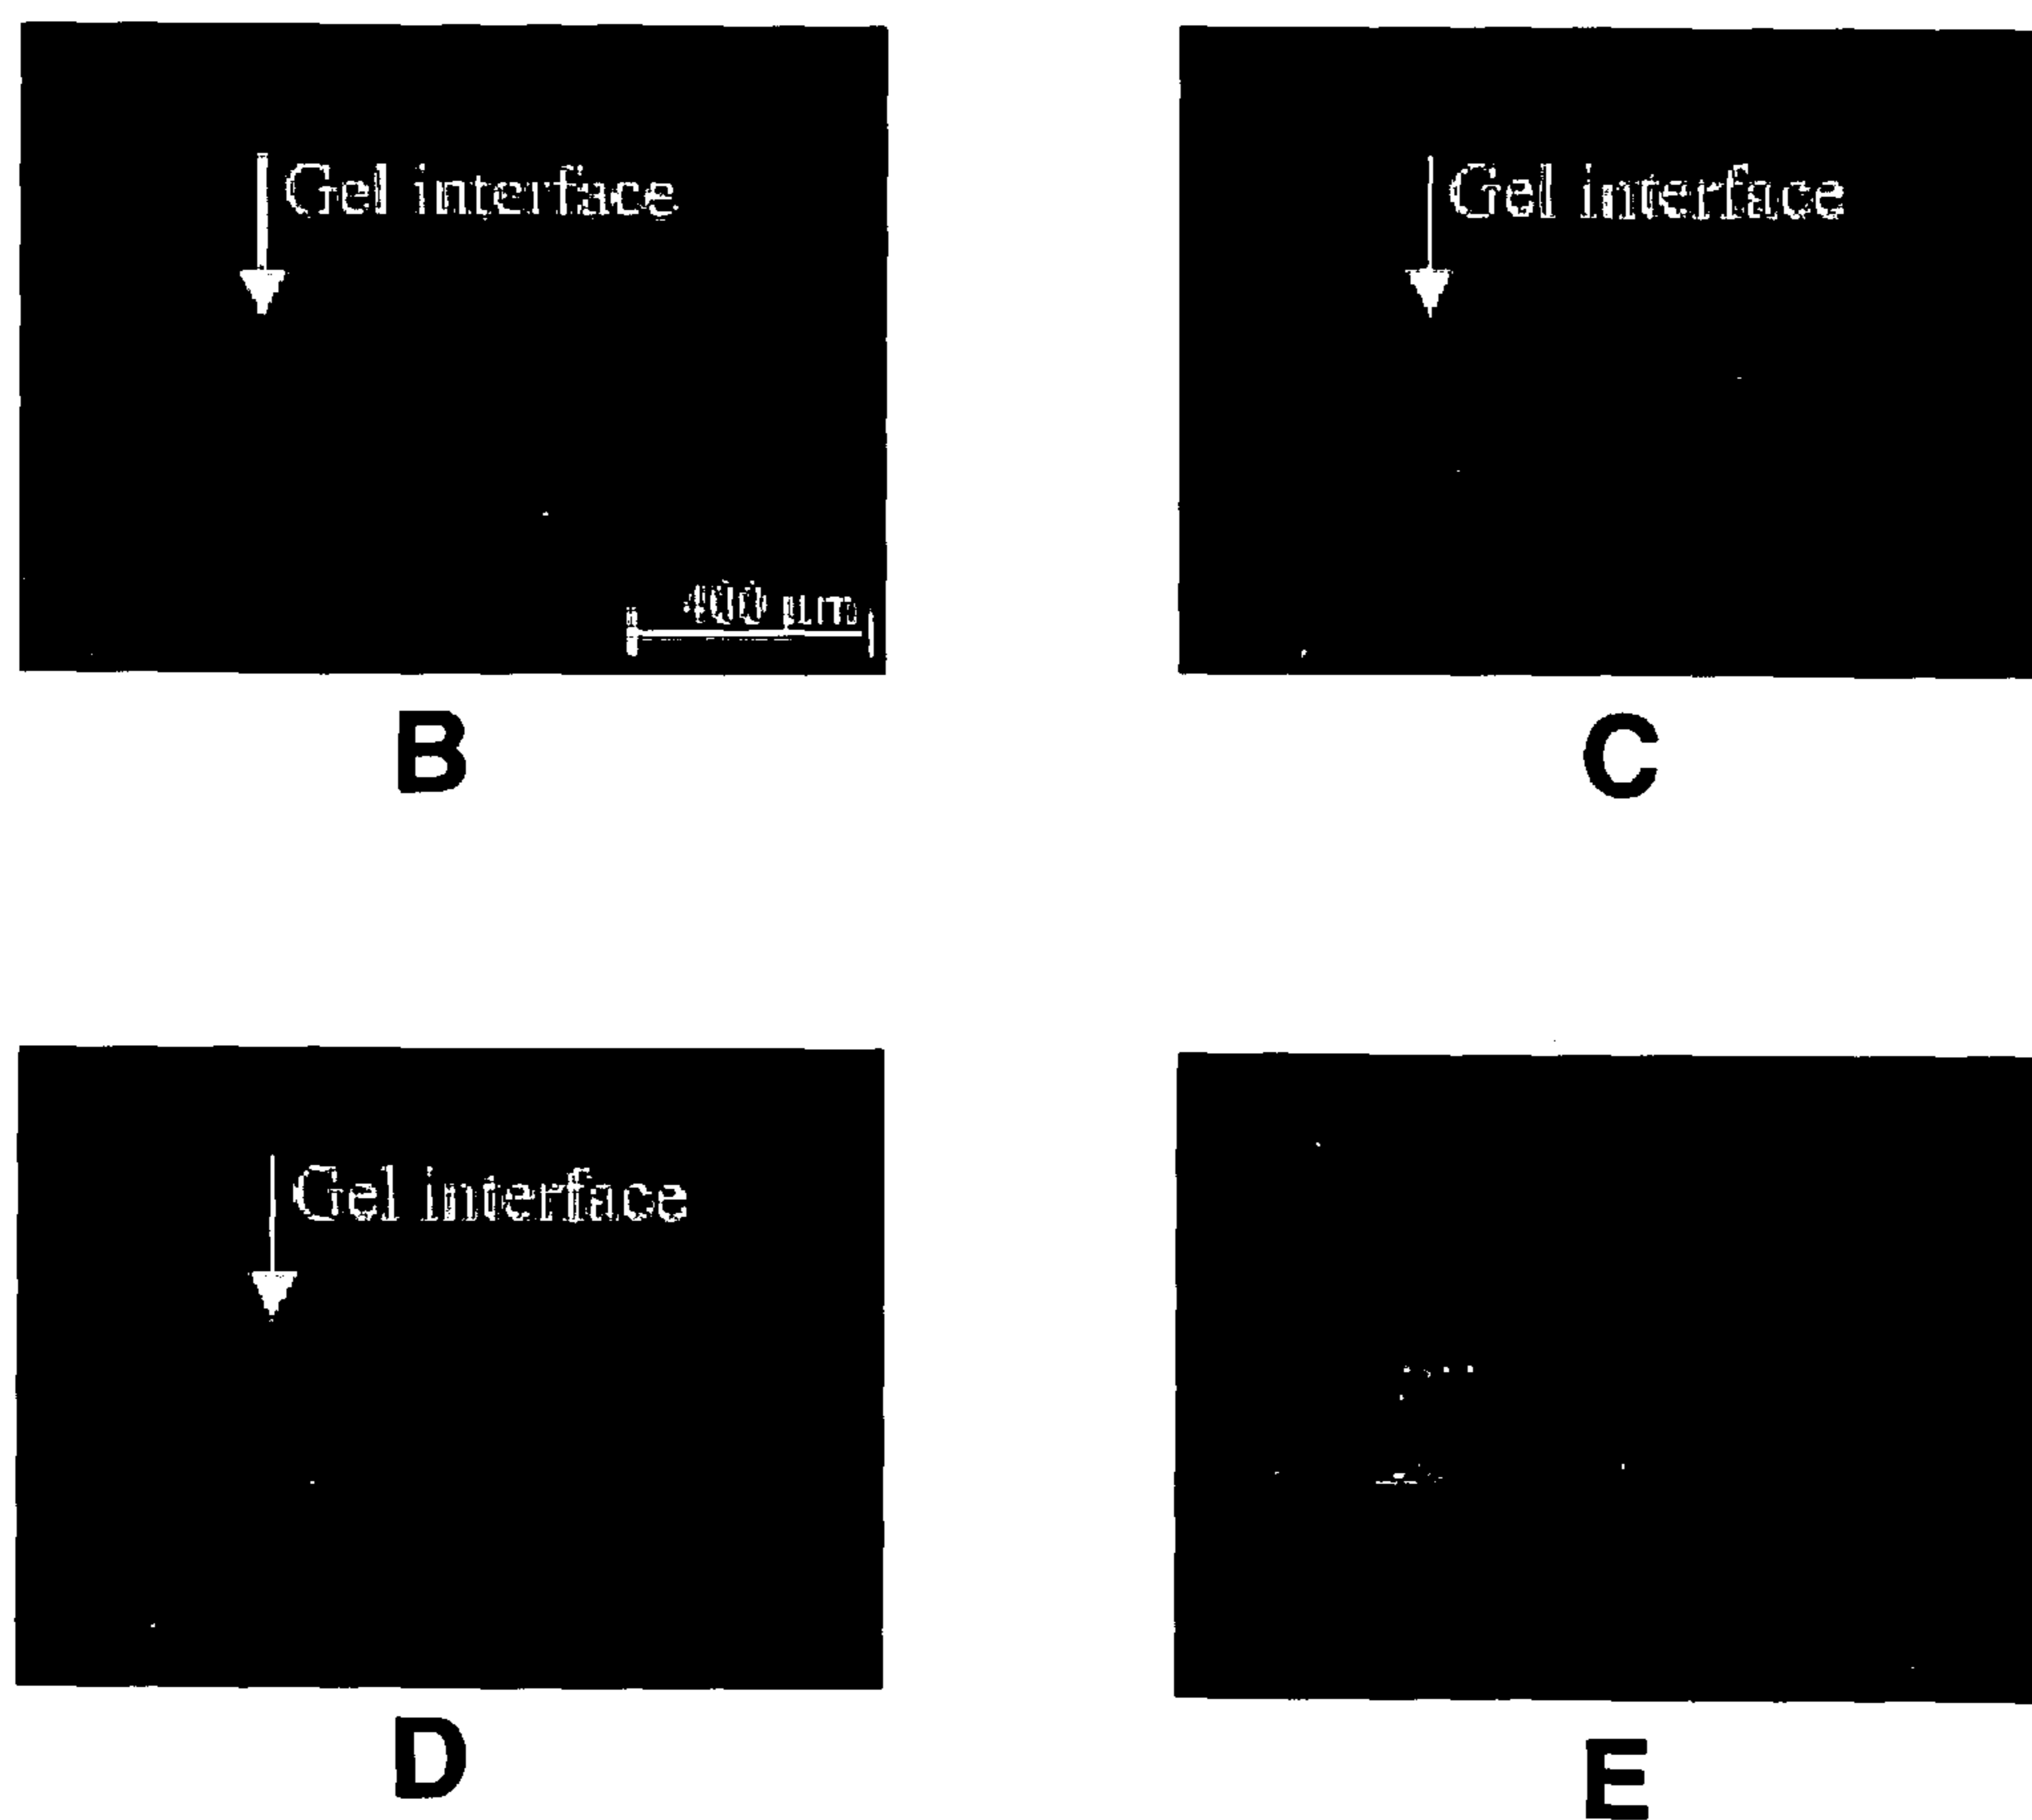 Gel interface
Gel interface
400 µm
B
C
Gel interface
D
E